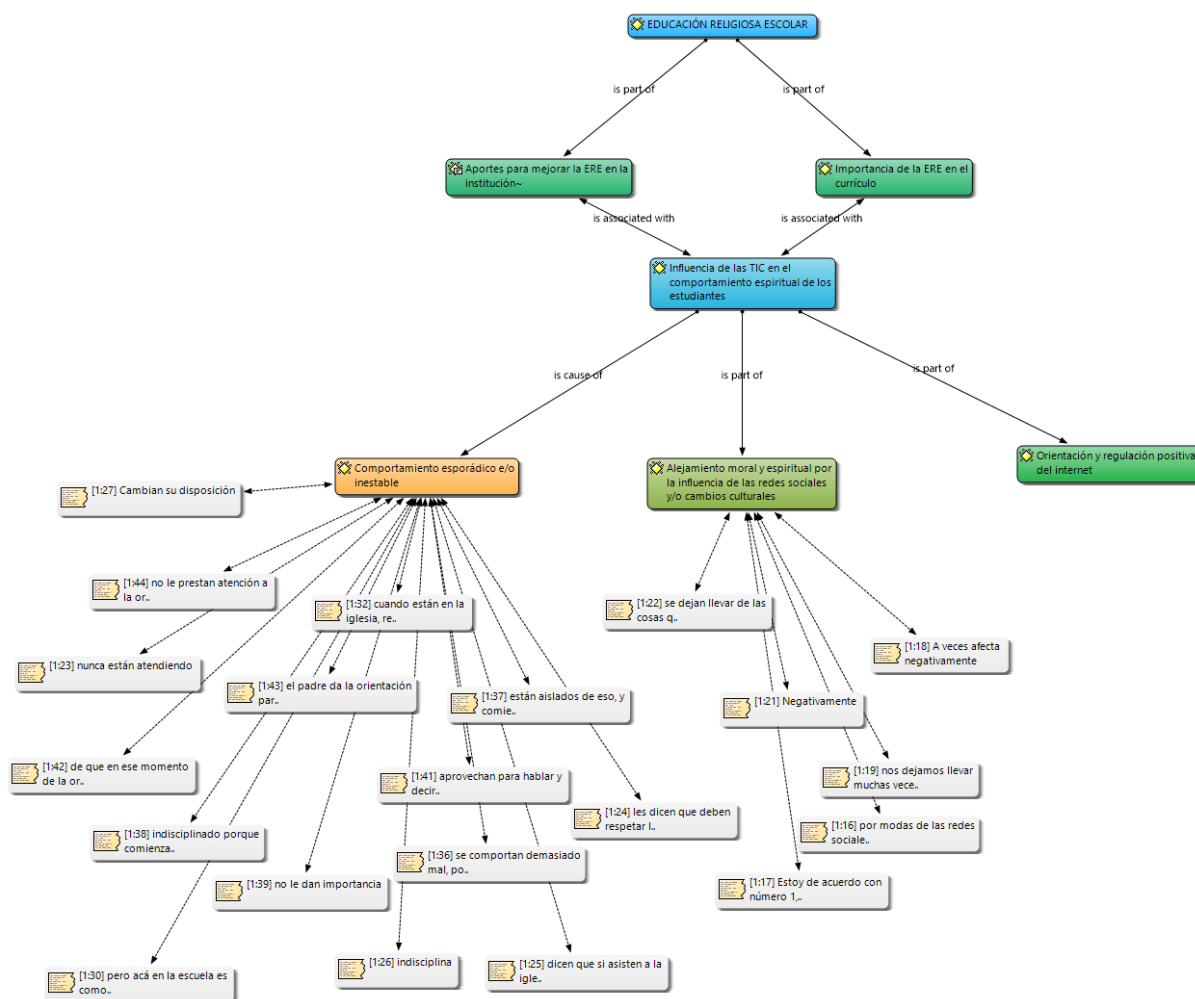 EDUCACIÓN RELIGIOSA ESCOLAR
is part of
is part of
Aportes para mejorar la ERE en la
institución~
Importancia de la ERE en el
currículo
is associated with
is associated with
Influencia de las TIC en el
comportamiento espiritual de los
estudiantes
is cause of
is part of
is part of
Comportamiento esporádico e/o
inestable
Alejamiento moral y espiritual por
la influencia de las redes sociales
y/o cambios culturales
Orientación y regulación positiva
del internet
[1:27] Cambian su disposición
[1:44] no le prestan atención a
la or..
[1:32] cuando están en la
iglesia, re..
[1:22] se dejan llevar de las
cosas q..
[1:18] A veces afecta
negativamente
[1:23] nunca están atendiendo
[1:43] el padre da la orientación
par..
[1:37] están aislados de eso, y
comie..
[1:21] Negativamente
[1:42] de que en ese momento
de la or..
[1:41] aprovechan para hablar y
decir..
[1:19] nos dejamos llevar
muchas vece..
[1:38] indisciplinado porque
comienza..
[1:24] les dicen que deben
respetar l..
[1:16] por modas de las redes
sociale..
[1:39] no le dan importancia
[1:36] se comportan demasiado
mal, po..
[1:17] Estoy de acuerdo con
número 1,..
[1:30] pero acá en la escuela es
como..
[1:26] indisciplina
[1:25] dicen que si asisten a la
igle..